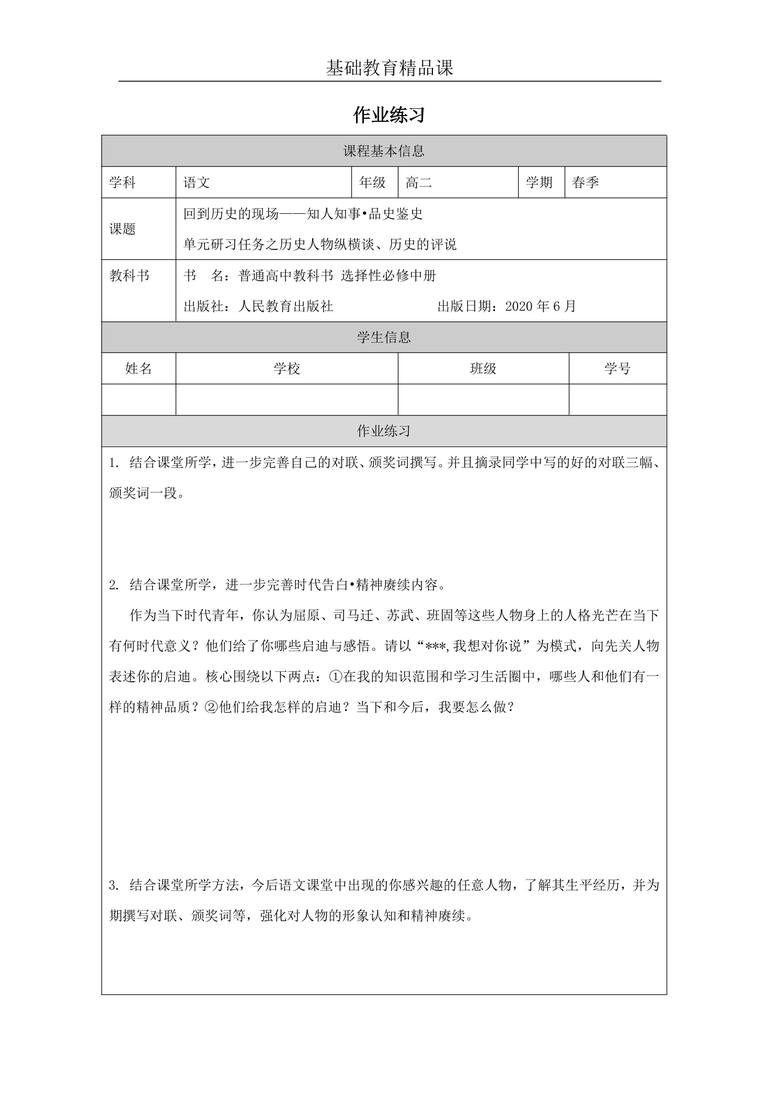 基础教育精品课
作业练习
课程基本信息
学科 语文 年级 高二 学期 春季
课题
回到历史的现场——知人知事•品史鉴史
单元研习任务之历史人物纵横谈、历史的评说
教科书
书 名：普通高中教科书 选择性必修中册
出版社：人民教育出版社 出版日期：2020 年 6 月
学生信息
姓名 学校 班级 学号
作业练习
1. 结合课堂所学，进一步完善自己的对联、颁奖词撰写。并且摘录同学中写的好的对联三幅、
颁奖词一段。
2. 结合课堂所学，进一步完善时代告白•精神赓续内容。
作为当下时代青年，你认为屈原、司马迁、苏武、班固等这些人物身上的人格光芒在当下
有何时代意义？他们给了你哪些启迪与感悟。请以“***,我想对你说”为模式，向先关人物
表述你的启迪。核心围绕以下两点：①在我的知识范围和学习生活圈中，哪些人和他们有一
样的精神品质？②他们给我怎样的启迪？当下和今后，我要怎么做？
3. 结合课堂所学方法，今后语文课堂中出现的你感兴趣的任意人物，了解其生平经历，并为
期撰写对联、颁奖词等，强化对人物的形象认知和精神赓续。